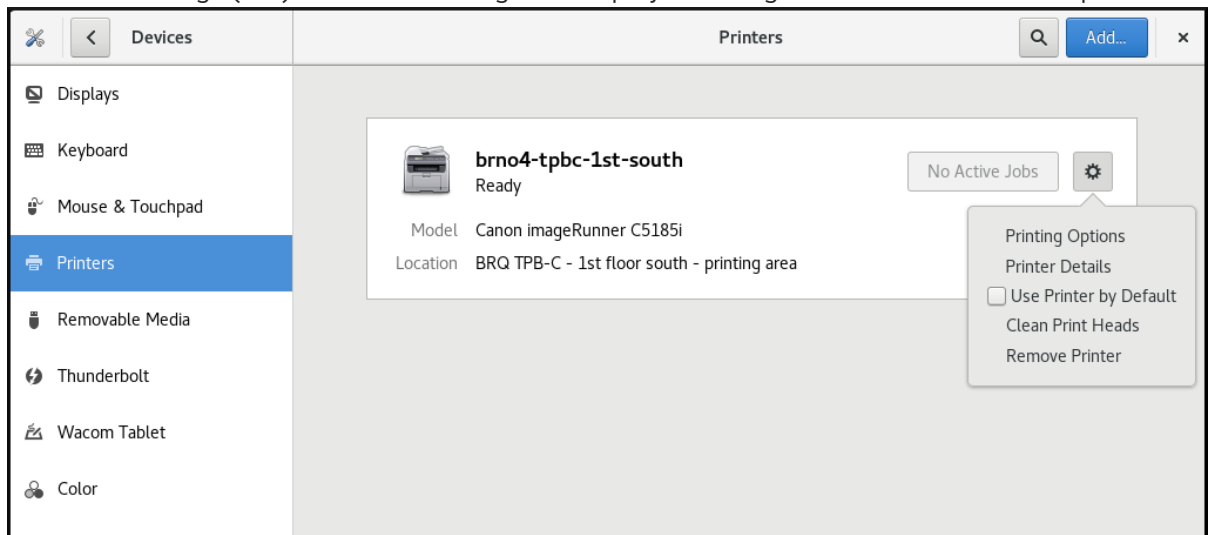 Devices
Printers
Add...
Displays
Keyboard
Mouse & Touchpad
Printers
Removable Media
Thunderbolt
Wacom Tablet
Color
brno4-tpbc-1st-south
Ready
No Active Jobs
Model Canon imageRunner C5185i
Location BRQ TPB-C - 1st floor south - printing area
Printing Options
Printer Details
Use Printer by Default
Clean Print Heads
Remove Printer